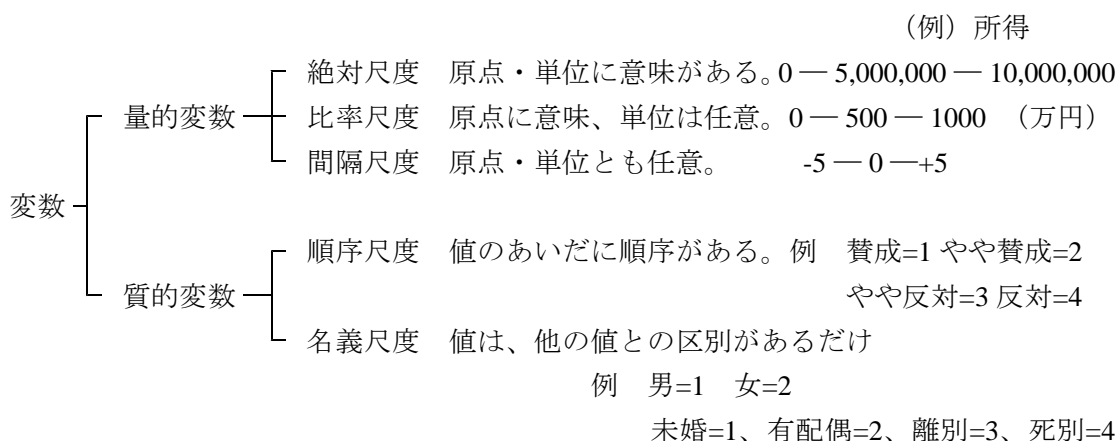 （例）所得
絶対尺度　原点・単位に意味がある。0 ― 5,000,000 ― 10,000,000
量的変数　比率尺度　原点に意味、単位は任意。0 ― 500 ― 1000　（万円）
間隔尺度　原点・単位とも任意。　-5 ― 0 ―+5
変数
順序尺度　値のあいだに順序がある。例　賛成=1 やや賛成=2
質的変数　やや反対=3 反対=4
名義尺度　値は、他の値との区別があるだけ
例　男=1　女=2
未婚=1、有配偶=2、離別=3、死別=4